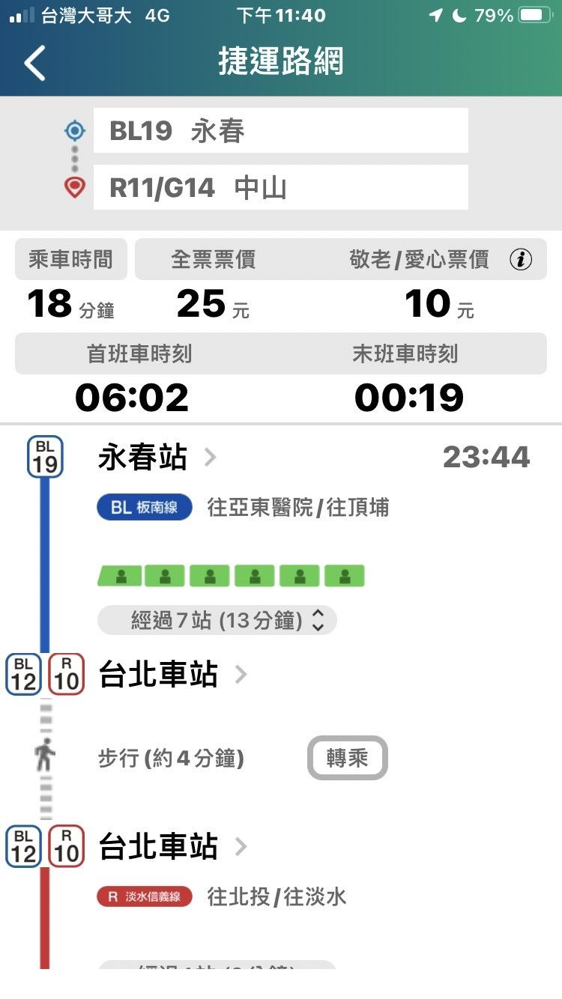 台灣大哥大 4G 下午11:40 79%
捷運路網
BL19 永春
R11/G14 中山
乘車時間 全票票價 敬老/愛心票價 i
18 分鐘 25 元 10 元
首班車時刻 末班車時刻
06:02 00:19
BL 19 永春站 23:44
BL 板南線 往亞東醫院/往頂埔
經過7站 (13分鐘)
BL 12 R 10 台北車站
步行(約4分鐘) 轉乘
BL 12 R 10 台北車站
R 淡水信義線 往北投/往淡水